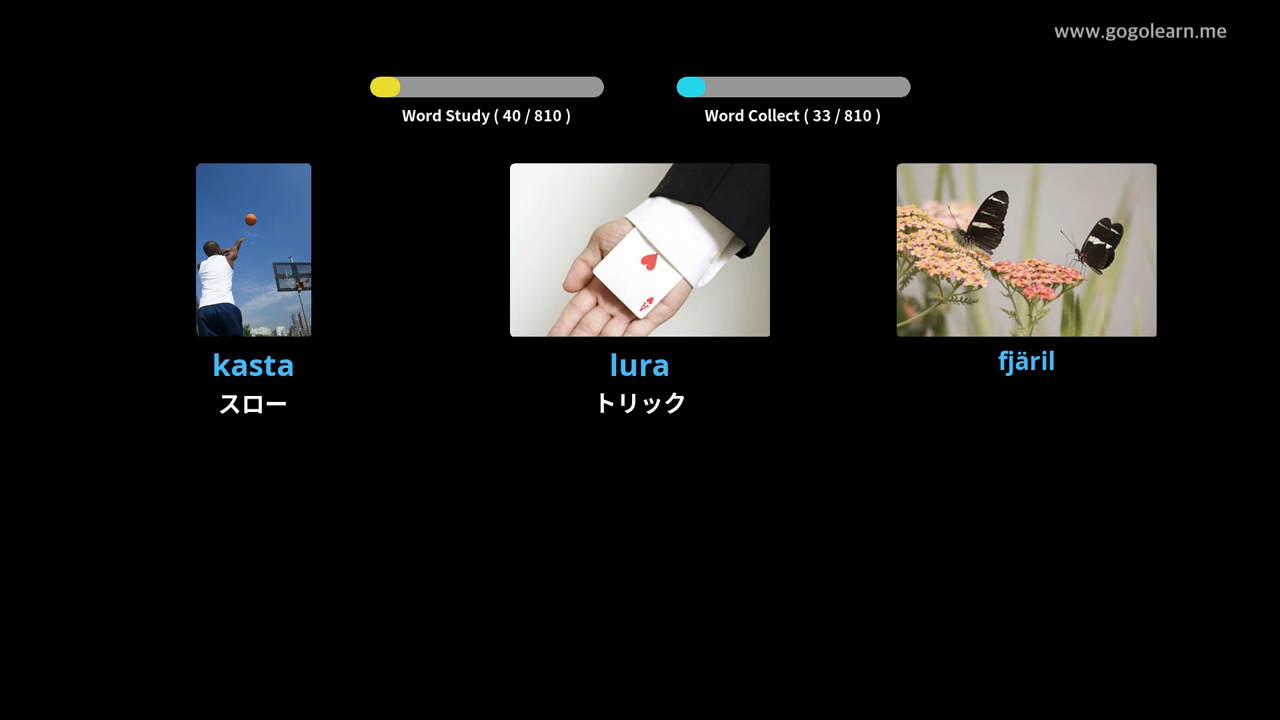 www.gogolearn.me
Word Study ( 40 / 810 )
Word Collect ( 33 / 810 )
kasta
スロー
lura
トリック
fjäril